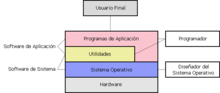 Usuario Final
Programas de Aplicación
Programador
Software de Aplicación
Utilidades
Software de Sistema
Sistema Operativo
Diseñador del
Sistema Operativo
Hardware